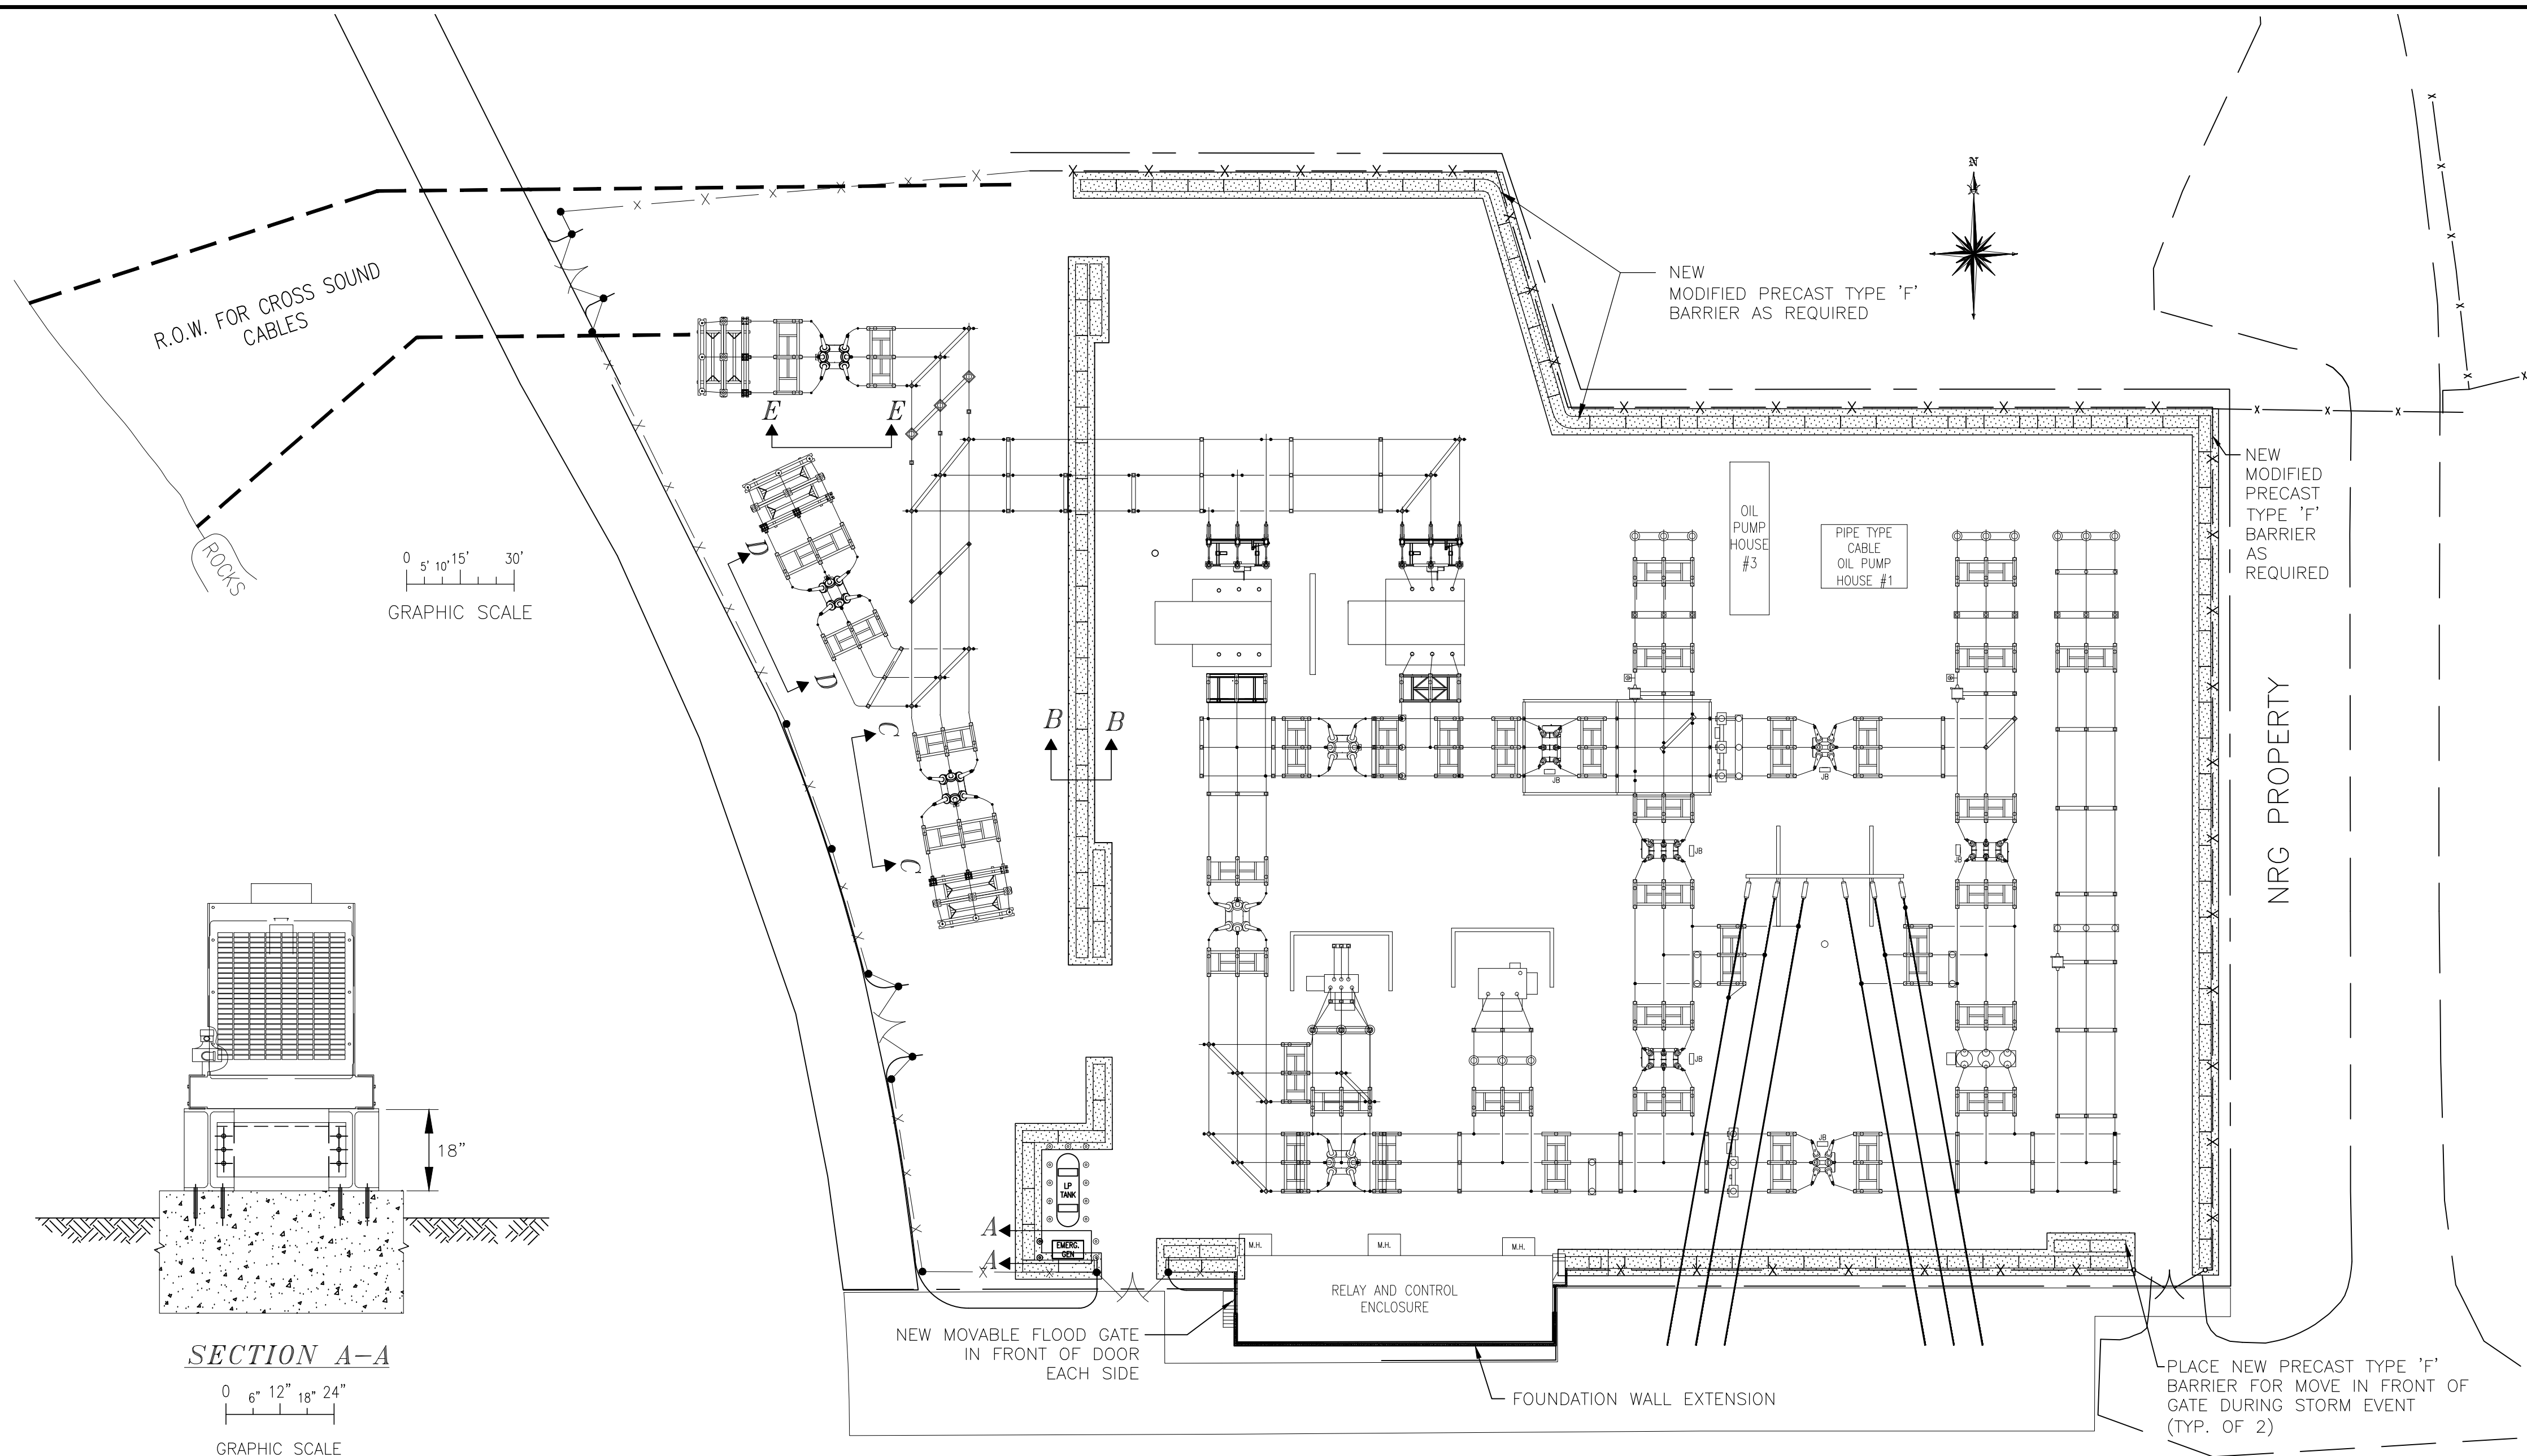 N
R.O.W. FOR CROSS SOUND
CABLES
ROCKS
0 5' 10' 15' 30'
GRAPHIC SCALE
NEW
MODIFIED PRECAST TYPE 'F'
BARRIER AS REQUIRED
NEW
MODIFIED
PRECAST
TYPE 'F'
BARRIER
AS
REQUIRED
NRG PROPERTY
E E
D
D
C
C
B B
OIL
PUMP
HOUSE
#3
PIPE TYPE
CABLE
OIL PUMP
HOUSE #1
JB
JB
JB
JB
JB
JB
LP
TANK
A
EMERG.
GEN
A
M.H.
M.H.
M.H.
RELAY AND CONTROL
ENCLOSURE
NEW MOVABLE FLOOD GATE
IN FRONT OF DOOR
EACH SIDE
FOUNDATION WALL EXTENSION
PLACE NEW PRECAST TYPE 'F'
BARRIER FOR MOVE IN FRONT OF
GATE DURING STORM EVENT
(TYP. OF 2)
18"
SECTION A-A
0 6" 12" 18" 24"
GRAPHIC SCALE